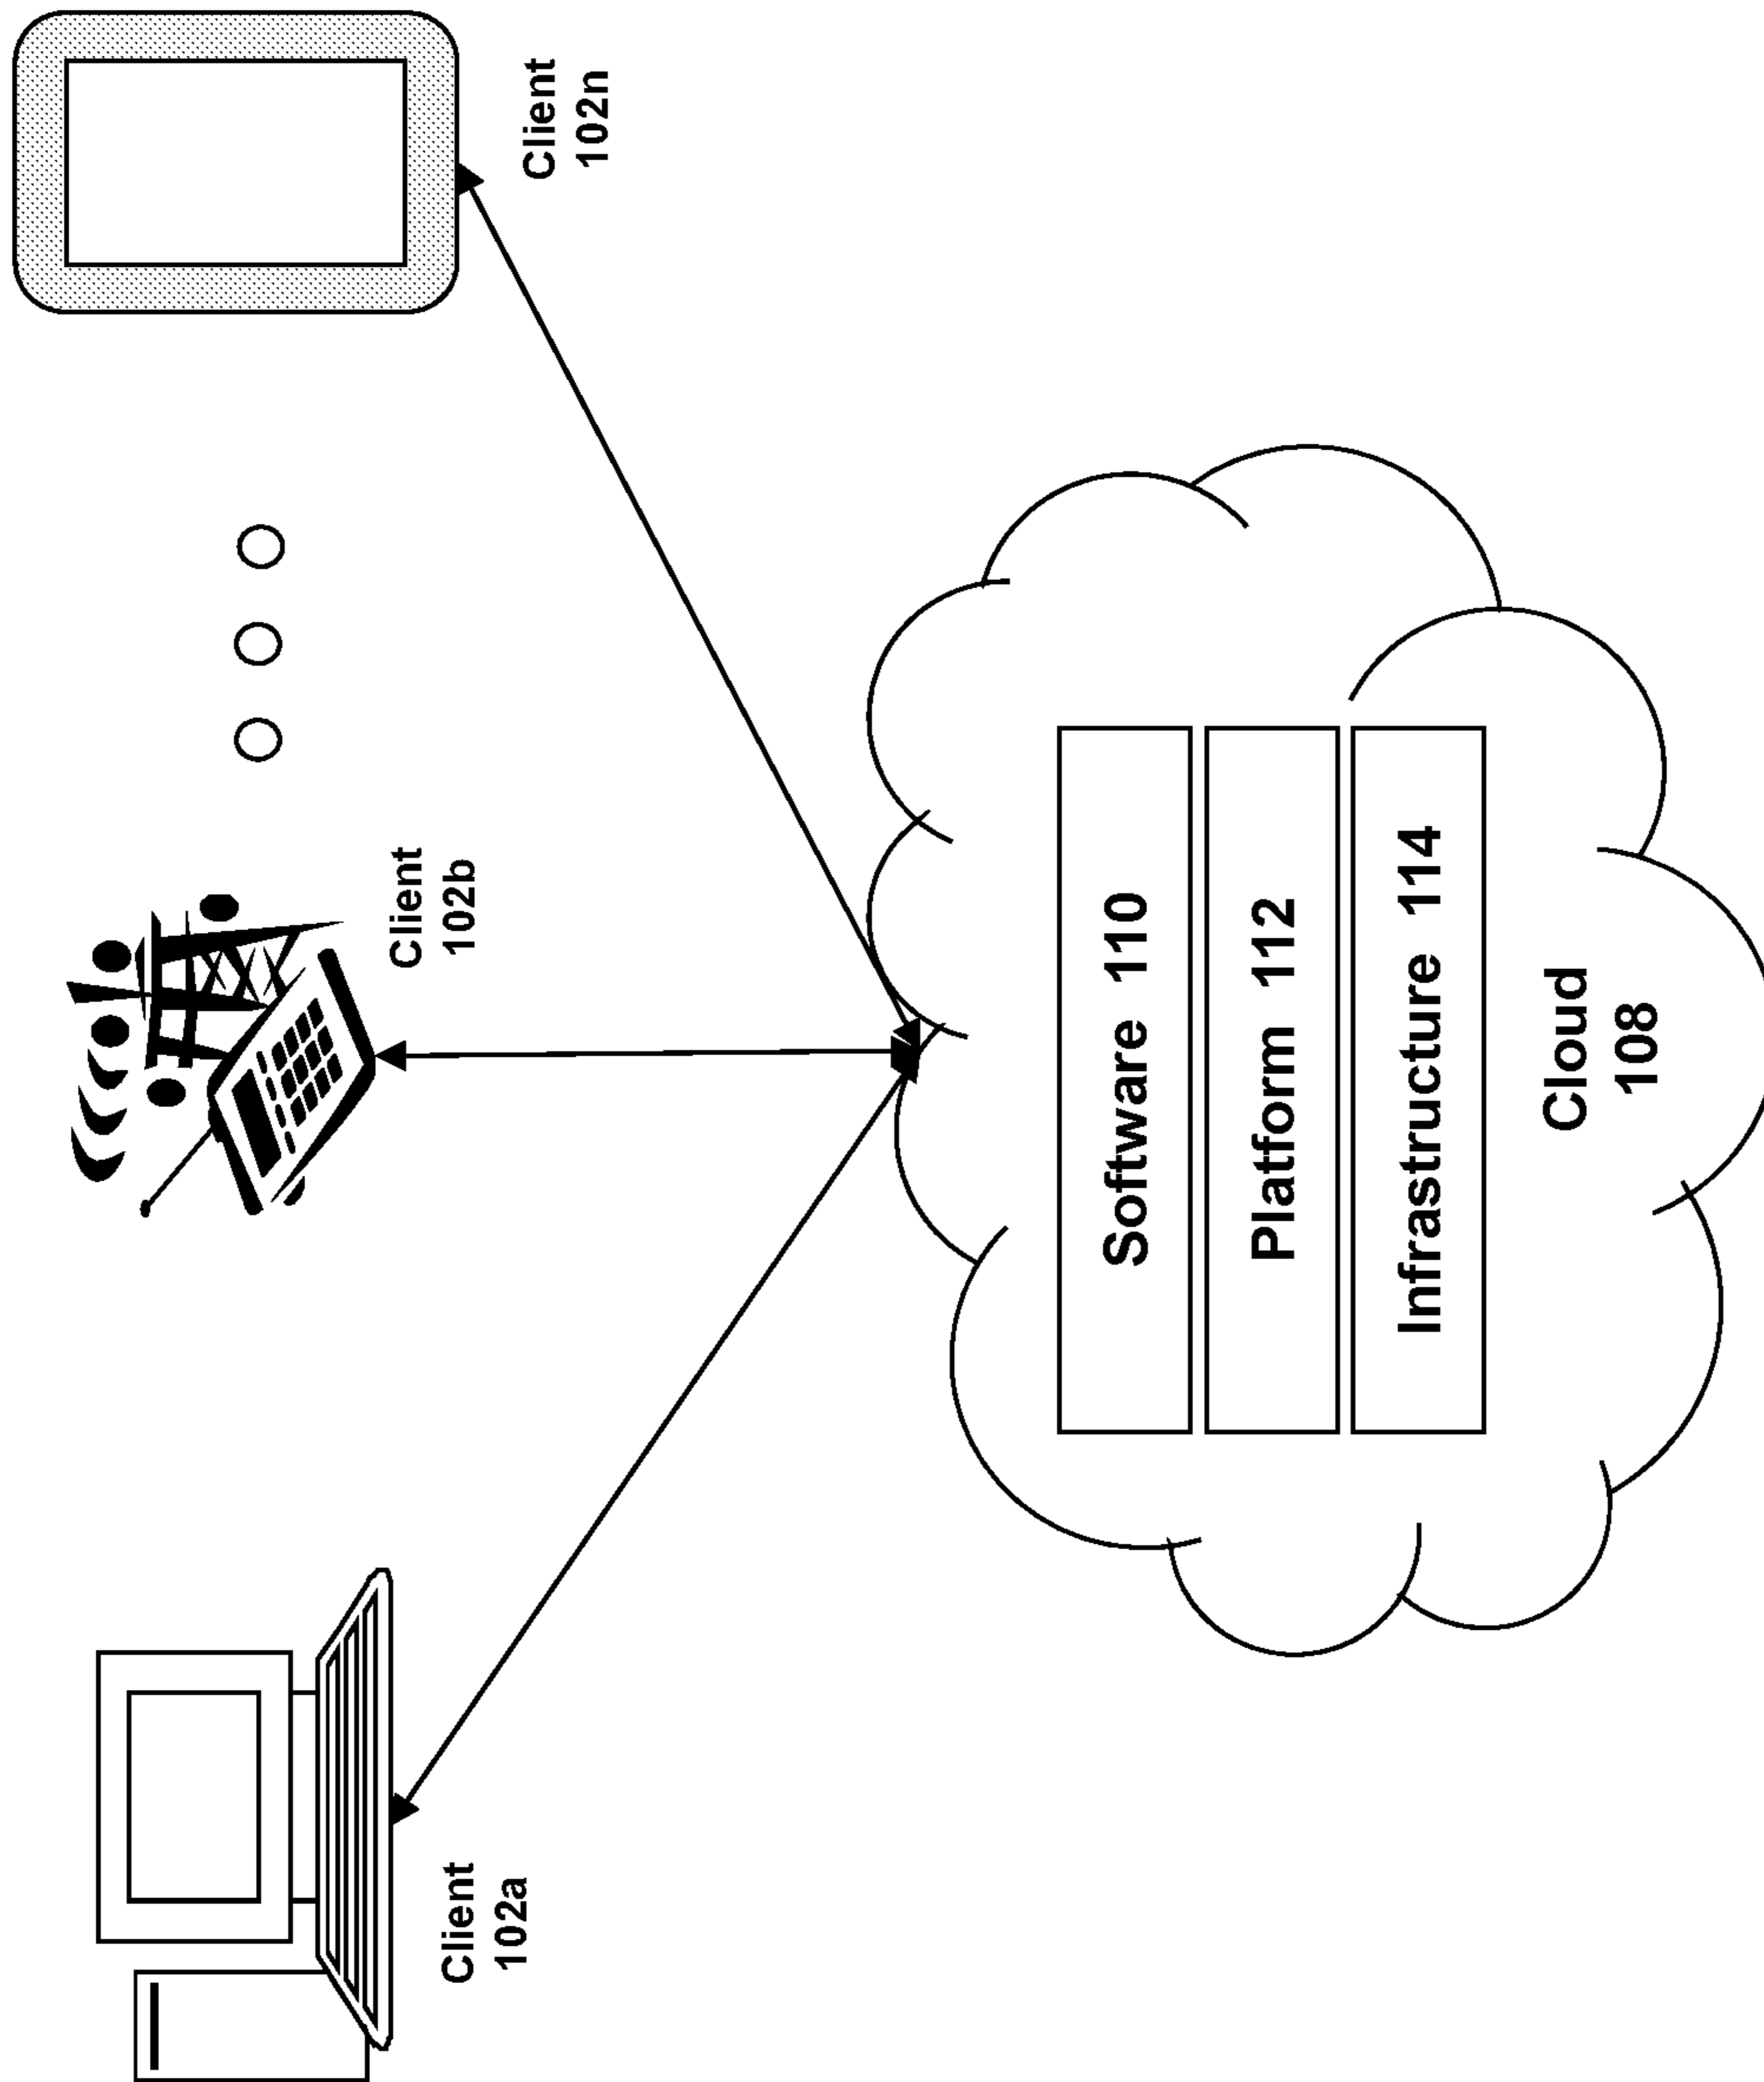 Client
102a
Client
102b
Client
102n
Software 110
Platform 112
Infrastructure 114
Cloud
108